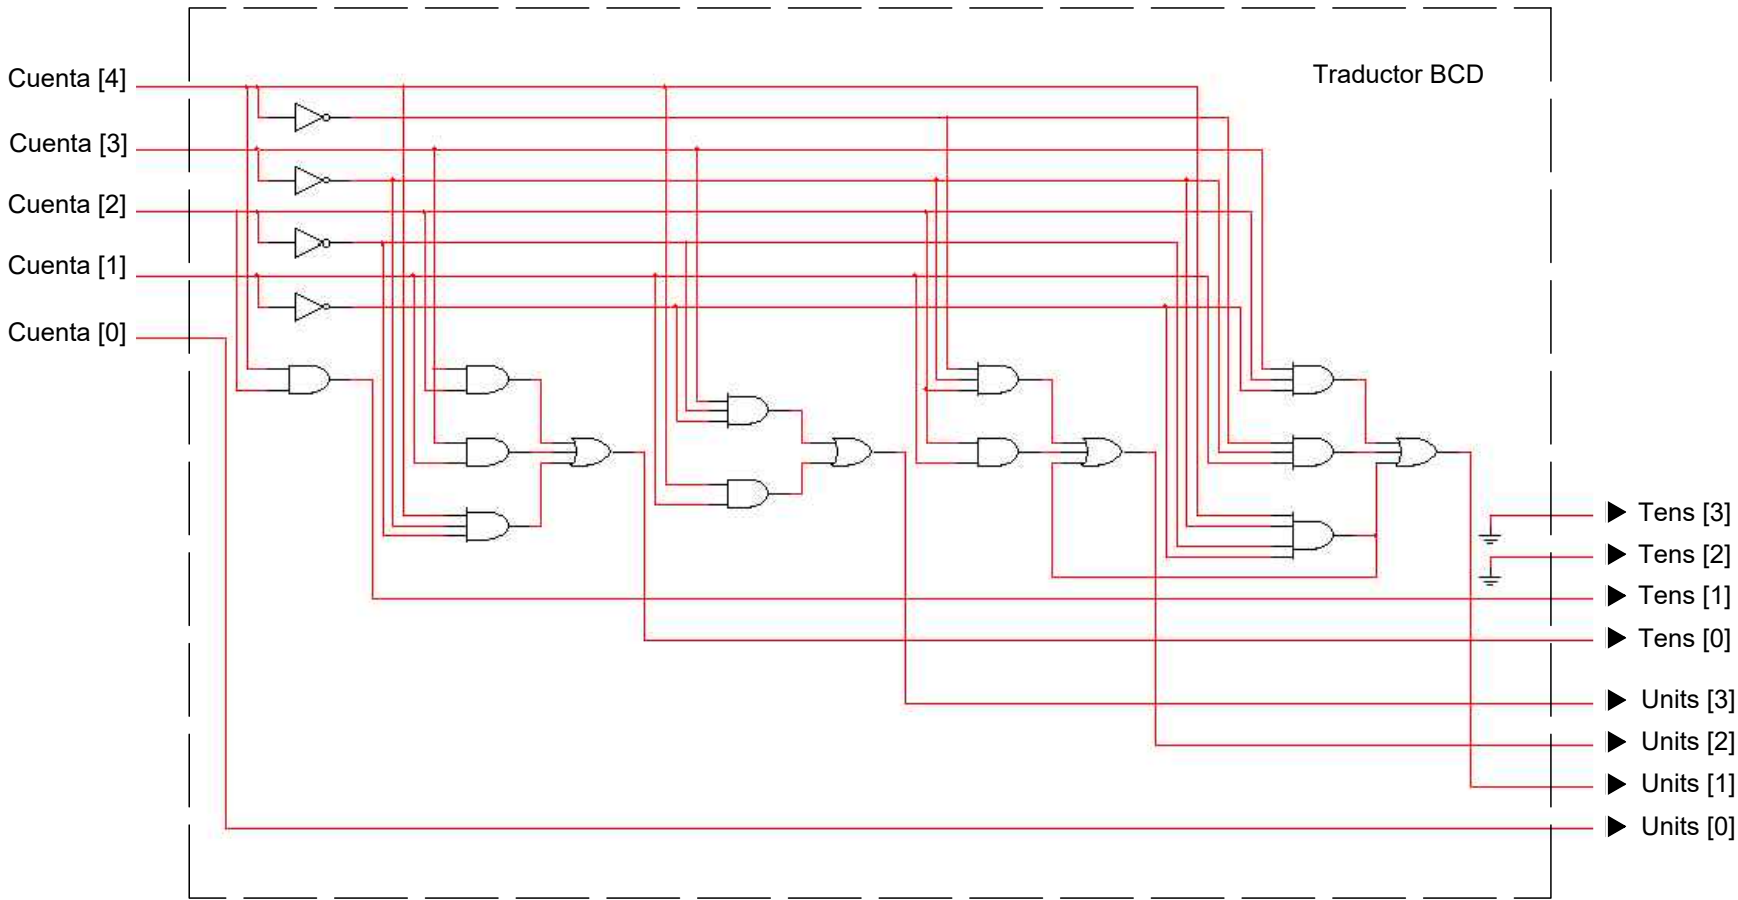 Traductor BCD
Cuenta [4]
Cuenta [3]
Cuenta [2]
Cuenta [1]
Cuenta [0]
Tens [3]
Tens [2]
Tens [1]
Tens [0]
Units [3]
Units [2]
Units [1]
Units [0]